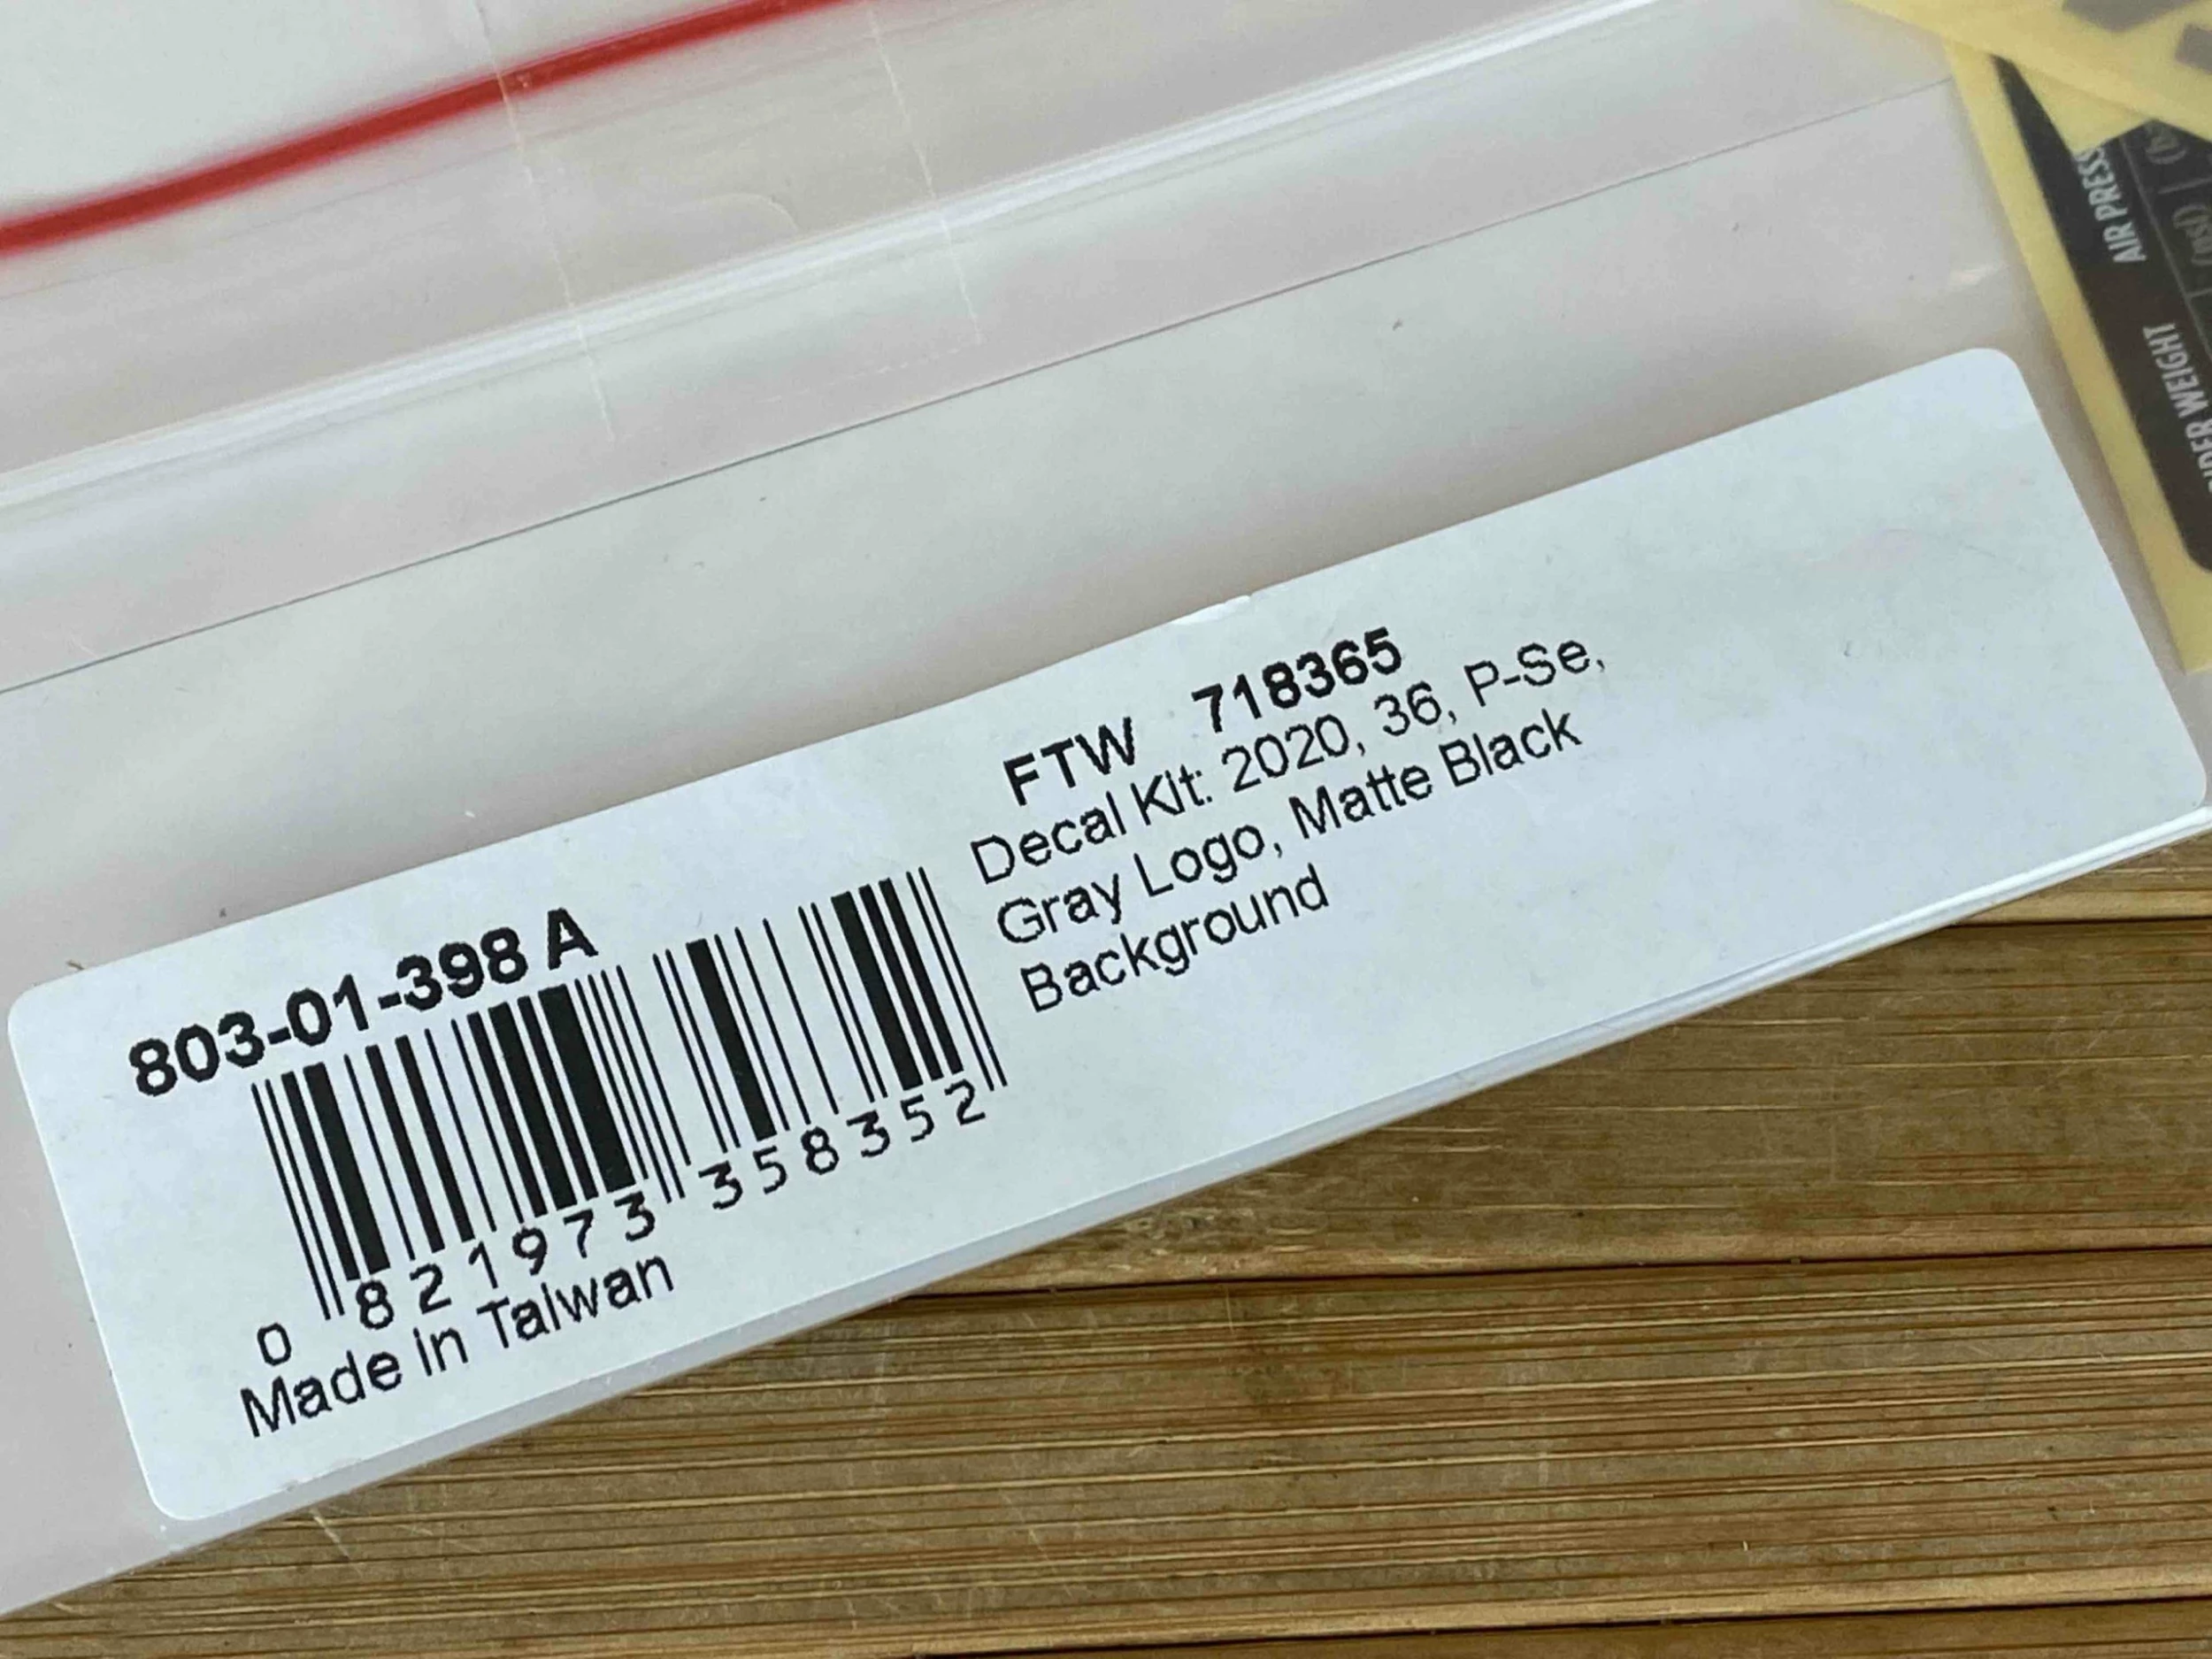 803-01-398 A
0 821973 358352
Made in Taiwan
FTW 718365
Decal Kit: 2020, 36, P-Se,
Gray Logo, Matte Black
Background
AIR PRESS
(psi)
WEIGHT